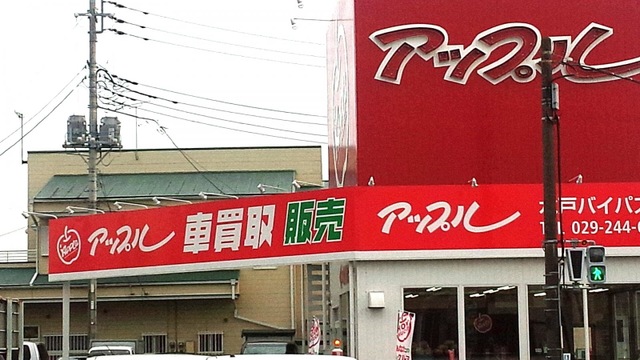 アップル
アップル 車買取 販売
アップル
水戸バイパス
TEL. 029-244-